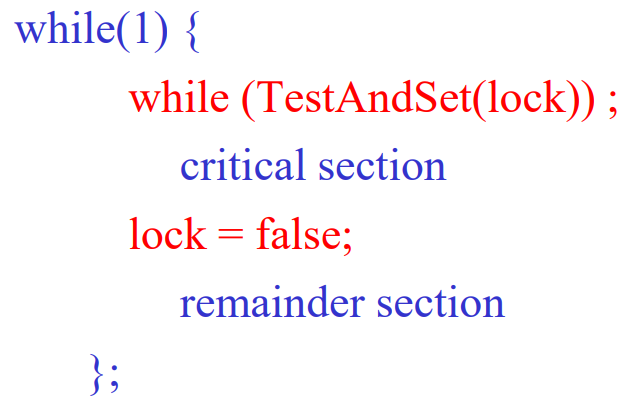 while(1) {
while (TestAndSet(lock)) ;
critical section
lock = false;
remainder section
};